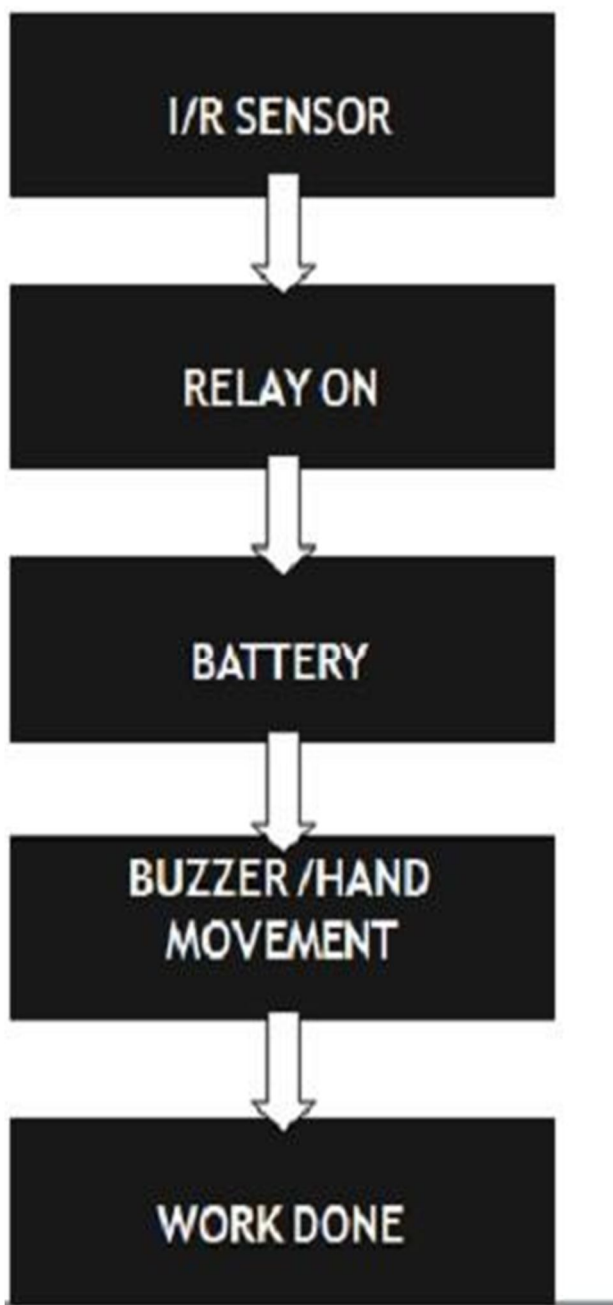 I/R SENSOR
RELAY ON
BATTERY
BUZZER /HAND
MOVEMENT
WORK DONE